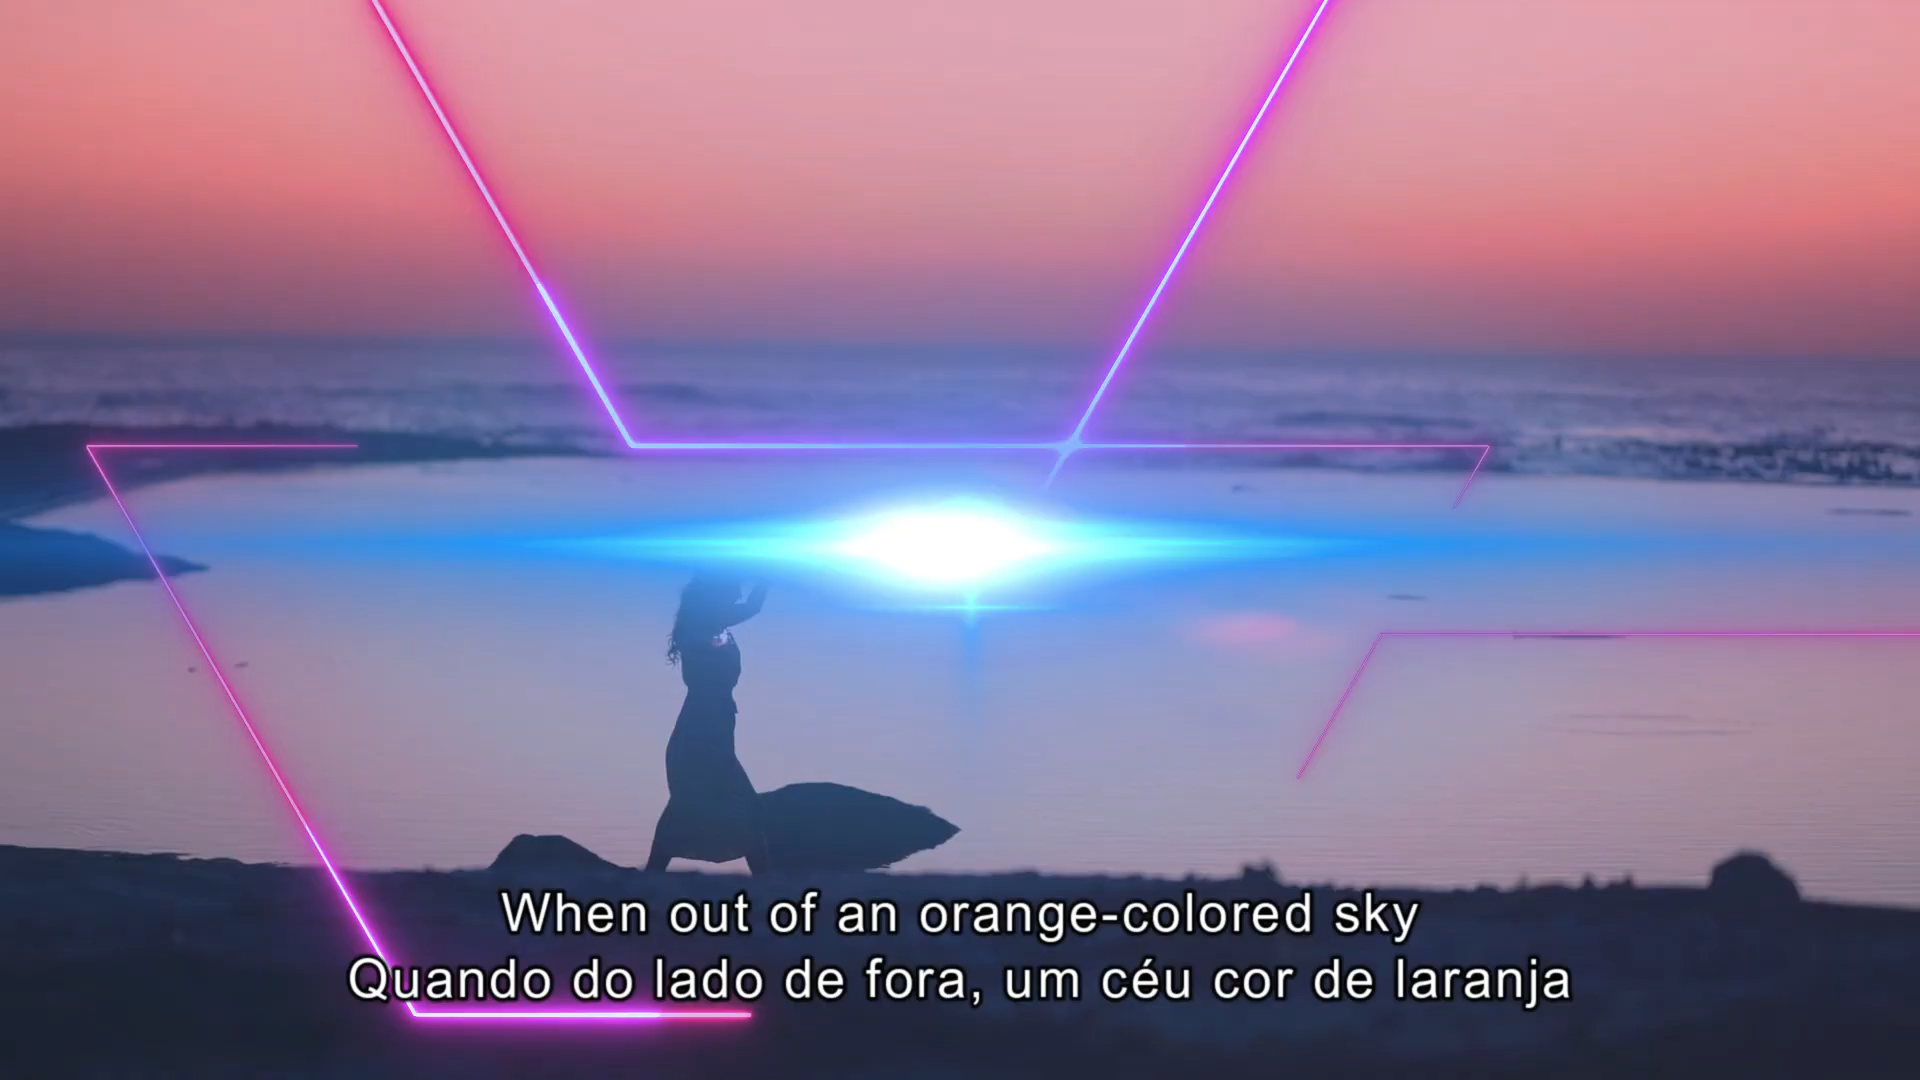 When out of an orange-colored sky
Quando do lado de fora, um céu cor de laranja